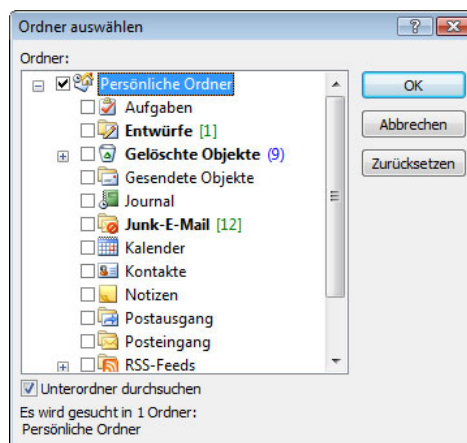 Ordner auswählen
Ordner:
Persönliche Ordner
Aufgaben
Entwürfe [1]
Gelöschte Objekte (9)
Gesendete Objekte
Journal
Junk-E-Mail [12]
Kalender
Kontakte
Notizen
Postausgang
Posteingang
RSS-Feeds
OK
Abbrechen
Zurücksetzen
Unterordner durchsuchen
Es wird gesucht in 1 Ordner:
Persönliche Ordner